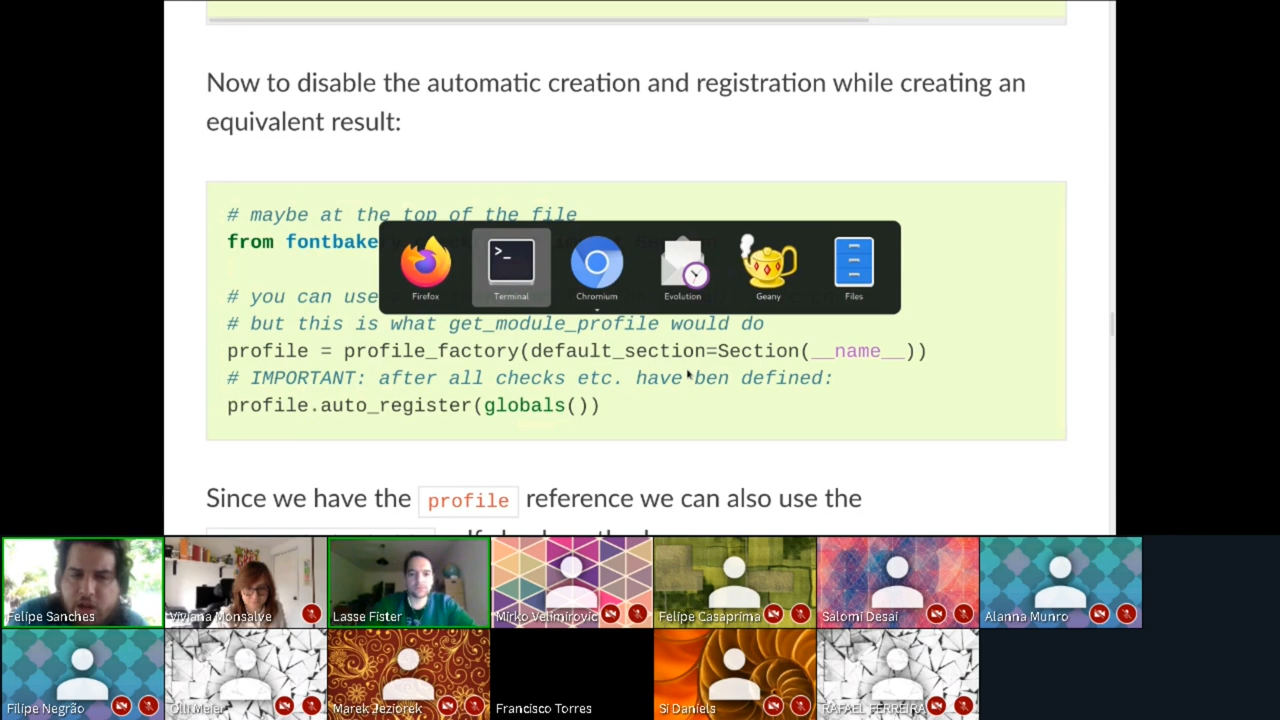 Now to disable the automatic creation and registration while creating an
equivalent result:
# maybe at the top of the file
from fontbake
Firefox
Terminal
Chromium
Evolution
Geany
Files
# you can use
# but this is what get_module_profile would do
profile = profile_factory(default_section=Section(__name__))
# IMPORTANT: after all checks etc. have ben defined:
profile.auto_register(globals())
Since we have the profile reference we can also use the
Felipe Sanches
Viviana Monsalve
Lasse Fister
Mirko Velimirovic
Felipe Casaprima
Salomi Desai
Alanna Munro
Filipe Negrão
Olli Meier
Marek Jeziorek
Francisco Torres
Si Daniels
RAFAEL FERREIRA